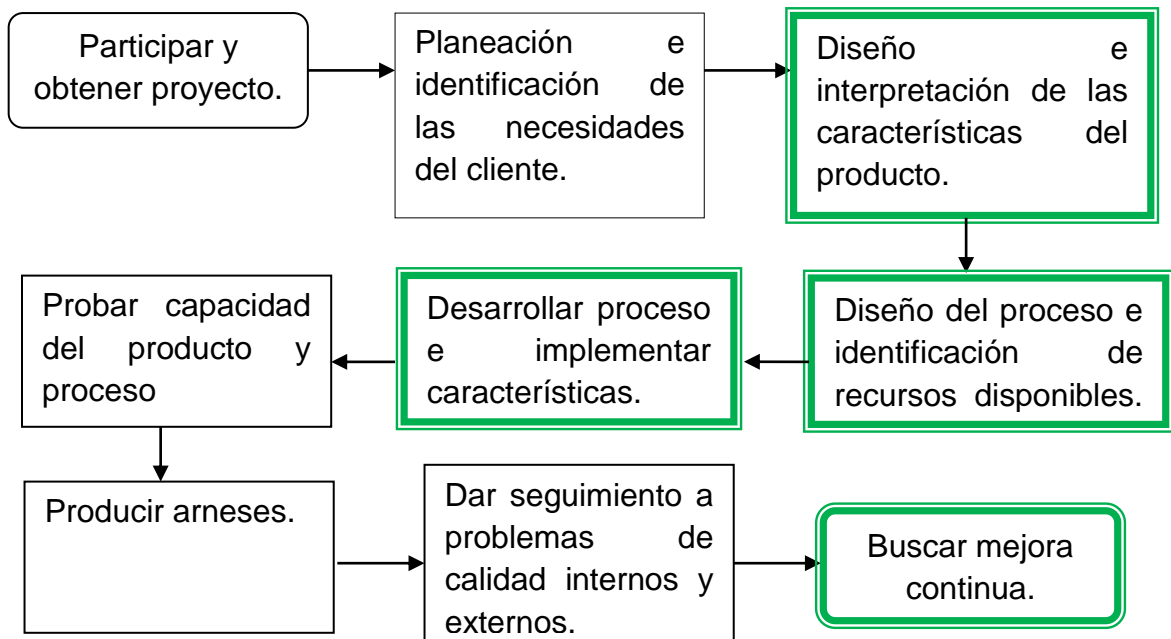 Participar y
obtener proyecto.
Planeación e
identificación de
las necesidades
del cliente.
Diseño e
interpretación de las
características del
producto.
Diseño del proceso e
identificación de
recursos disponibles.
Desarrollar proceso
e implementar
características.
Probar capacidad
del producto y
proceso
Producir arneses.
Dar seguimiento a
problemas de
calidad internos y
externos.
Buscar mejora
continua.